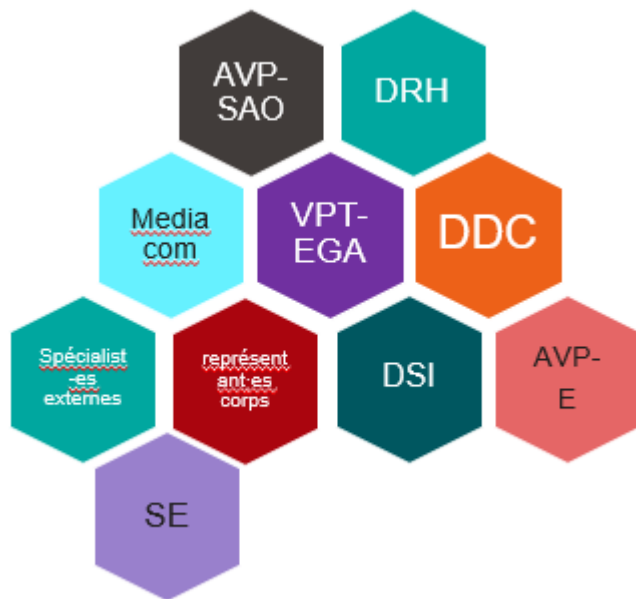 AVP-
SAO
DRH
Media
com
VPT-
EGA
DDC
Spécialist
-es
externes
représent
ant·es
corps
DSI
AVP-
E
SE